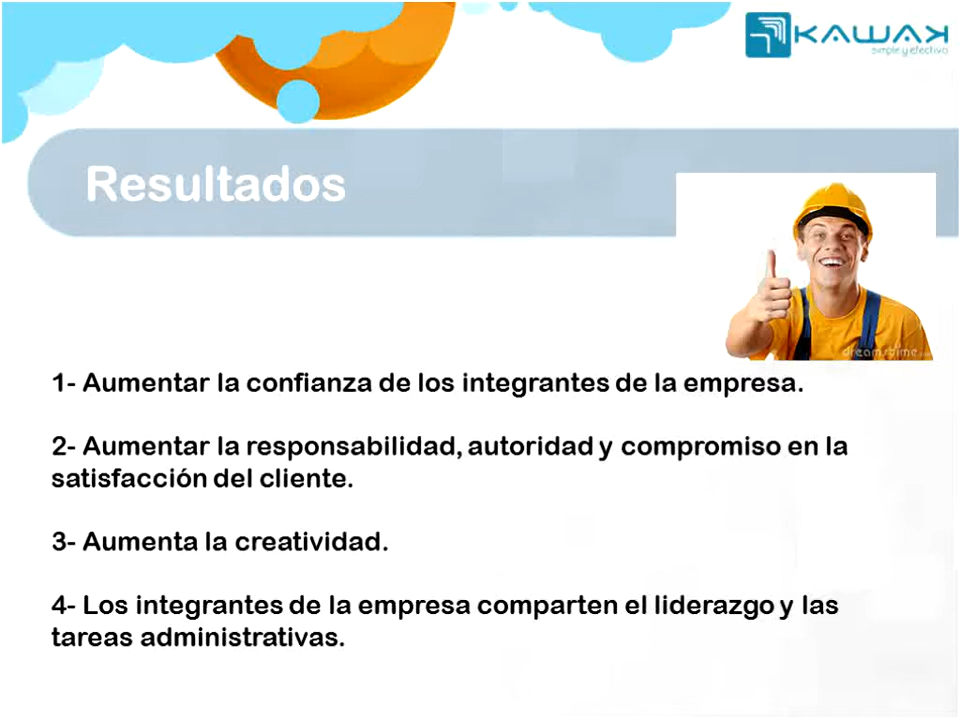 KAWAK
simple y efectivo
Resultados
dreamstime
1- Aumentar la confianza de los integrantes de la empresa.
2- Aumentar la responsabilidad, autoridad y compromiso en la
satisfacción del cliente.
3- Aumenta la creatividad.
4- Los integrantes de la empresa comparten el liderazgo y las
tareas administrativas.